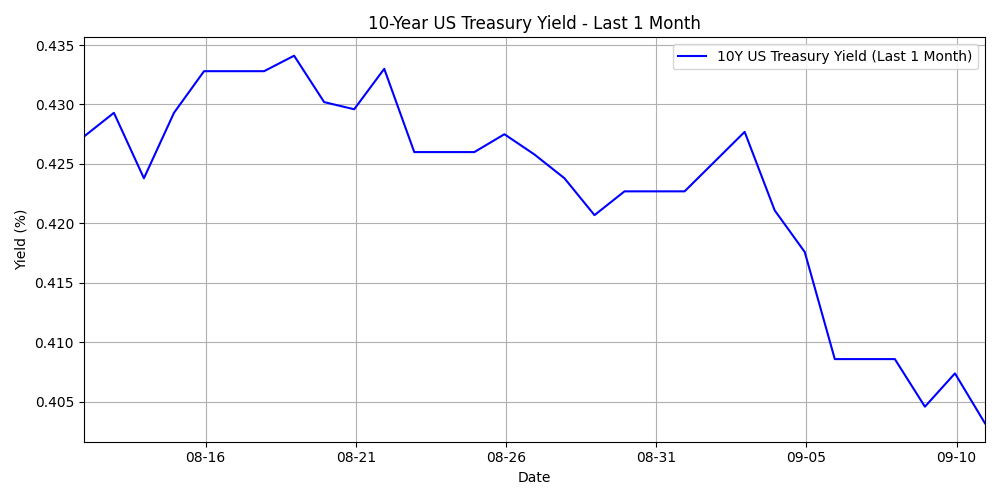 10-Year US Treasury Yield - Last 1 Month
10Y US Treasury Yield (Last 1 Month)
Yield (%)
0.435
0.430
0.425
0.420
0.415
0.410
0.405
08-16 08-21 08-26 08-31 09-05 09-10
Date